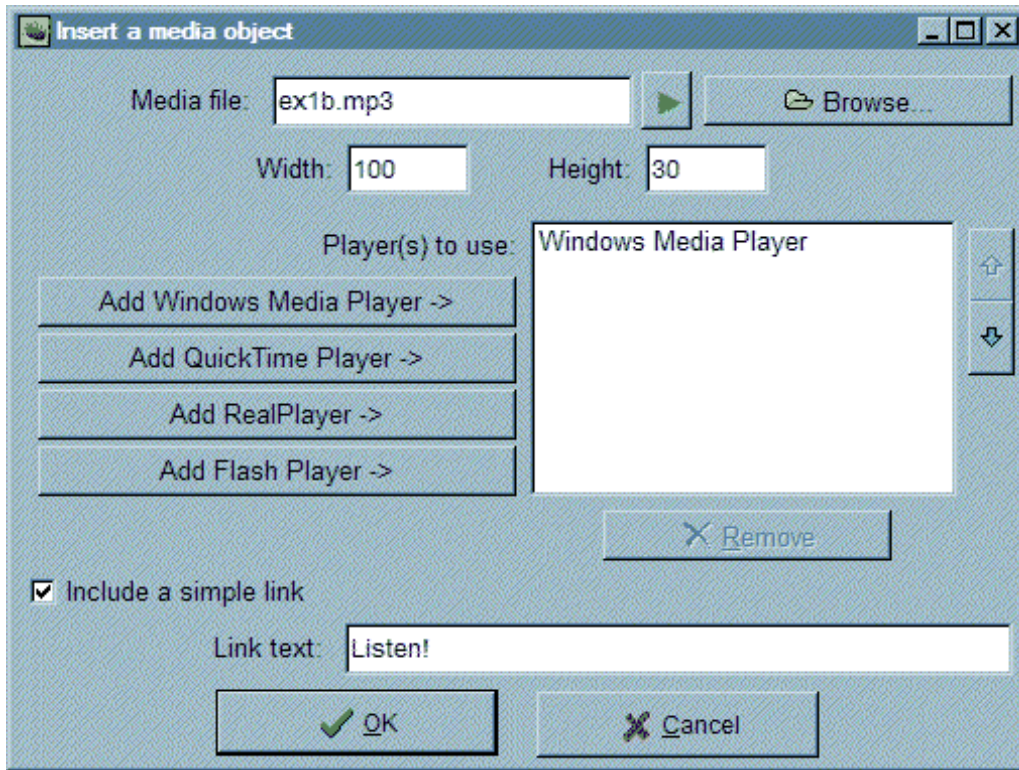 Insert a media object
Media file: ex1b.mp3 Browse...
Width: 100 Height: 30
Player(s) to use: Windows Media Player
Add Windows Media Player ->
Add QuickTime Player ->
Add RealPlayer ->
Add Flash Player ->
Remove
Include a simple link
Link text: Listen!
OK Cancel